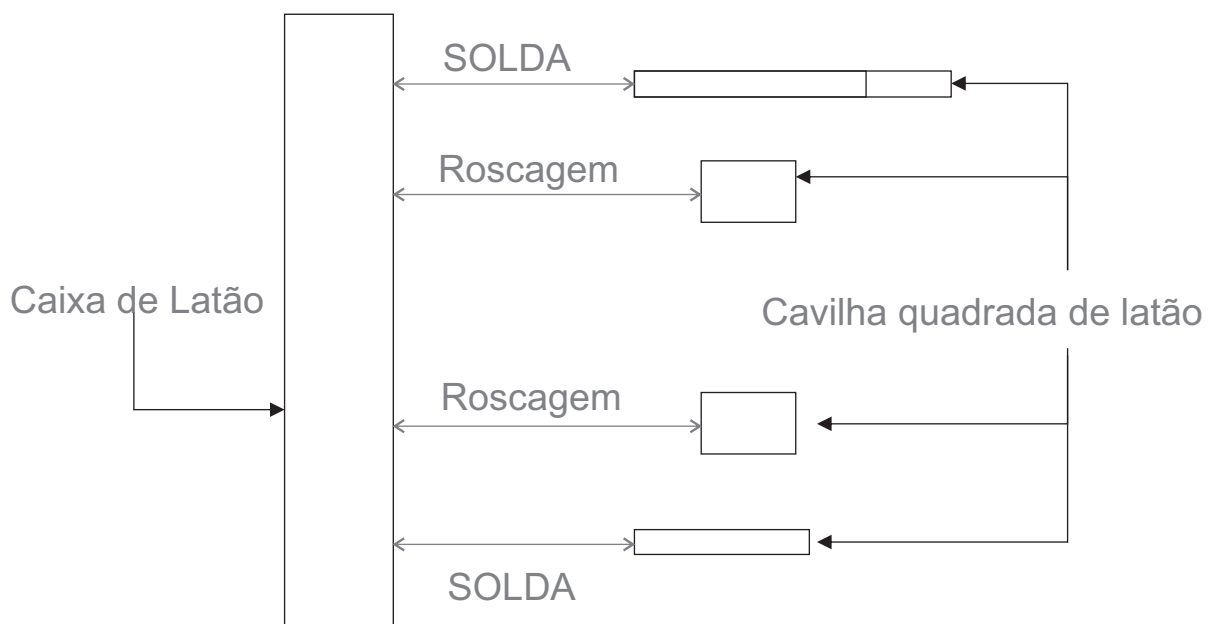 SOLDA
Roscagem
Caixa de Latão
Cavilha quadrada de latão
Roscagem
SOLDA